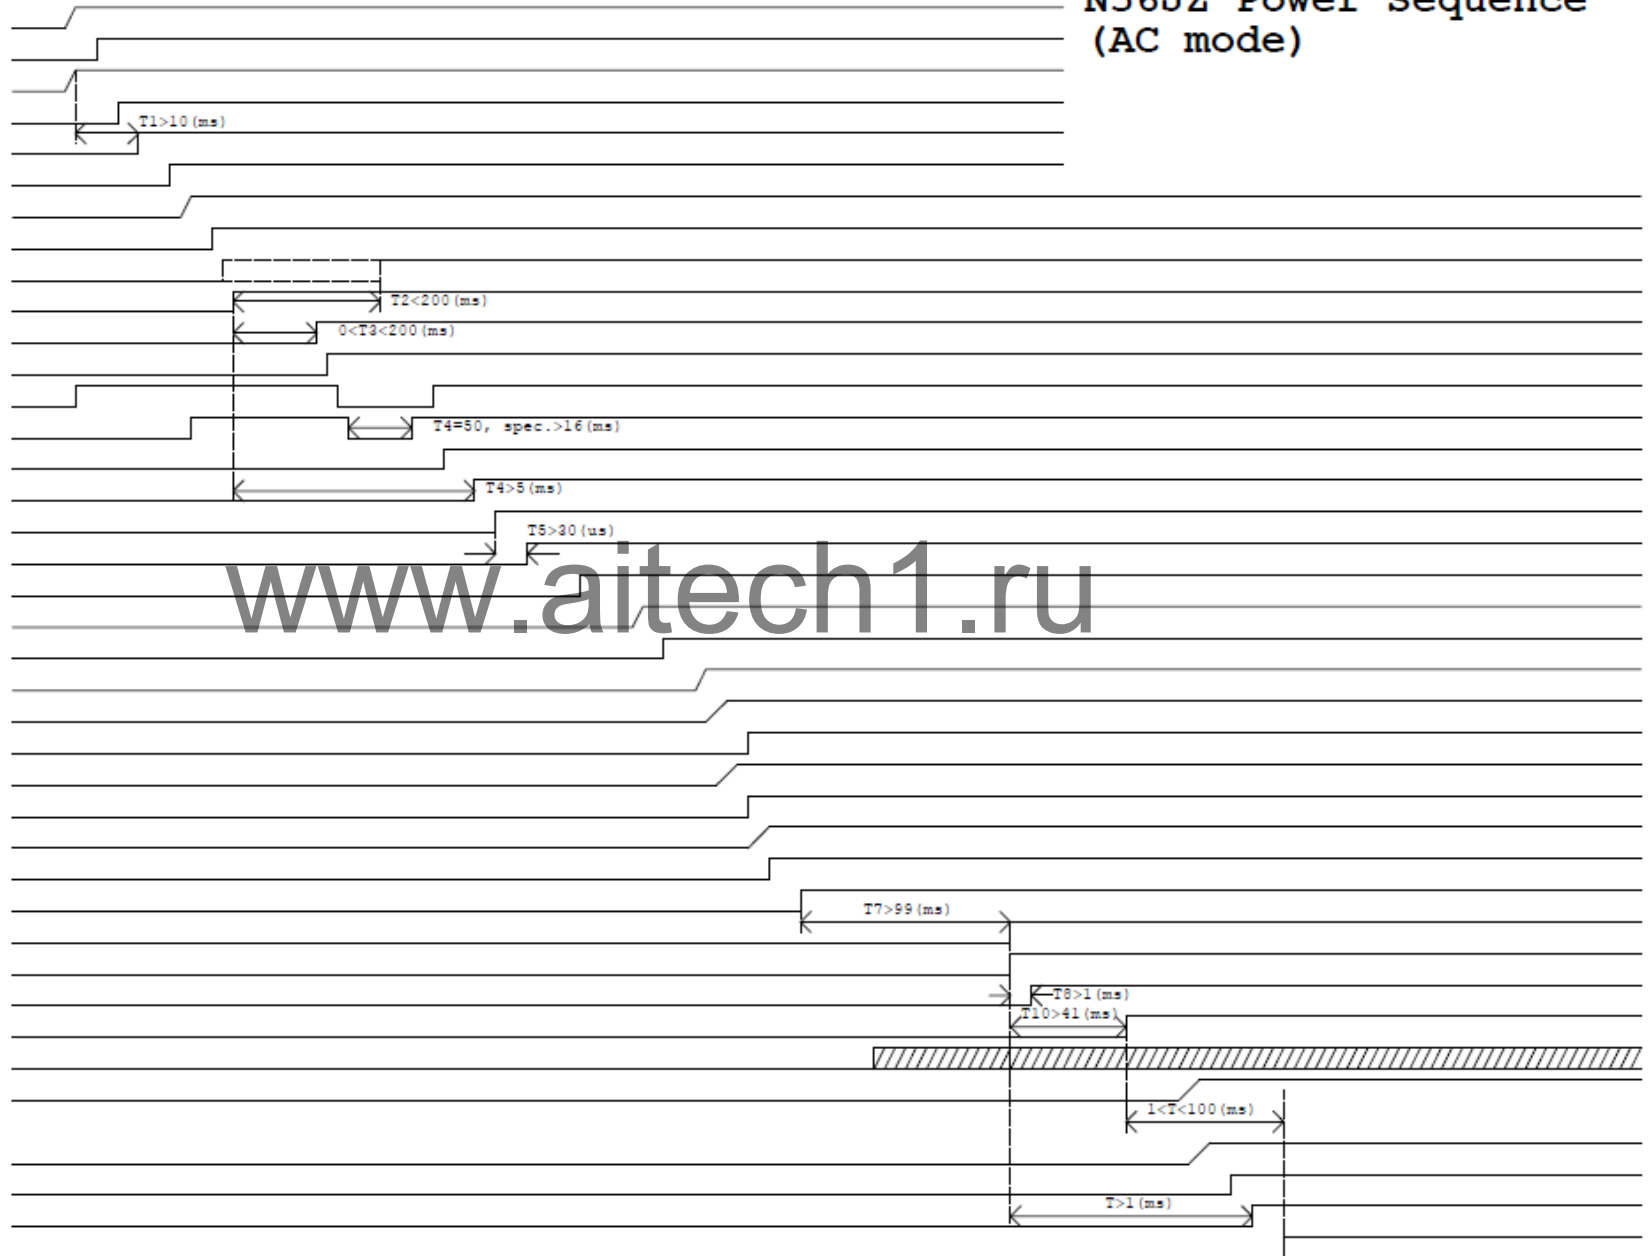 Power Sequence
(AC mode)
T1>10(ms)
T2<200(ms)
0<T3<200(ms)
T4=50, spec.>16(ms)
T4>5(ms)
T5>30(us)
www.aitech1.ru
T7>99(ms)
T8>1(ms)
T10>41(ms)
1<T<100(ms)
T>1(ms)